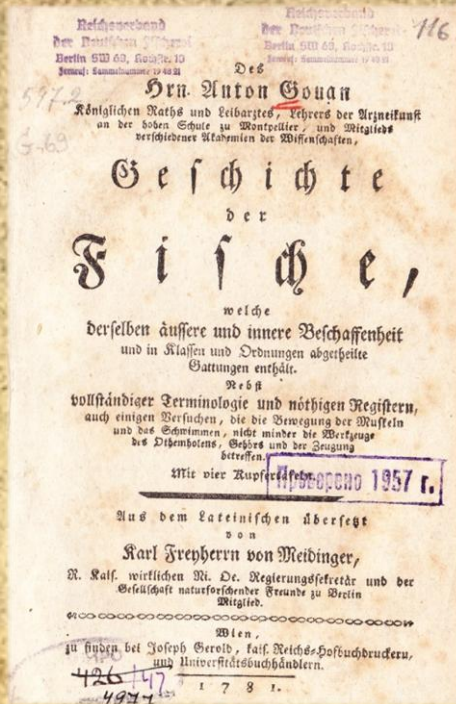 Reichsverband
der Deutschen Fischerei
Berlin SW 69, Kochstr. 10
Reichsverband
der Deutschen Fischerei
Berlin SW 69, Kochstr. 10
116
5972
Des
Hrn. Anton Gouan
Königlichen Raths und Leibarztes, Lehrers der Arzneikunst
an der hohen Schule zu Montpellier, und Mitglieds
verschiedener Akademien der Wissenschaften,
Geschichte
der
Fische,
welche
derselben äussere und innere Beschaffenheit
und in Klassen und Ordnungen abgetheilte
Gattungen enthält.
Nebst
vollständiger Terminologie und nöthigen Registern,
auch einigen Versuchen, die die Bewegung der Muskeln
und das Schwimmen, nicht minder die Werkzeuge
des Othemholens, Gehörs und der Zeugung
betreffen.
Mit vier Kupfertafeln.
Проверено 1957 г.
Aus dem Lateinischen übersetzt
von
Karl Freyherrn von Meidinger,
K. Kais. wirklichen Ni. Oe. Regierungssekretär und der
Gesellschaft naturforschender Freunde zu Berlin
Mitglied.
Wien,
zu finden bei Joseph Gerold, kais. Reichs-Hofbuchdruckern,
und Universitätsbuchhändlern.
1781.
426/47
4977